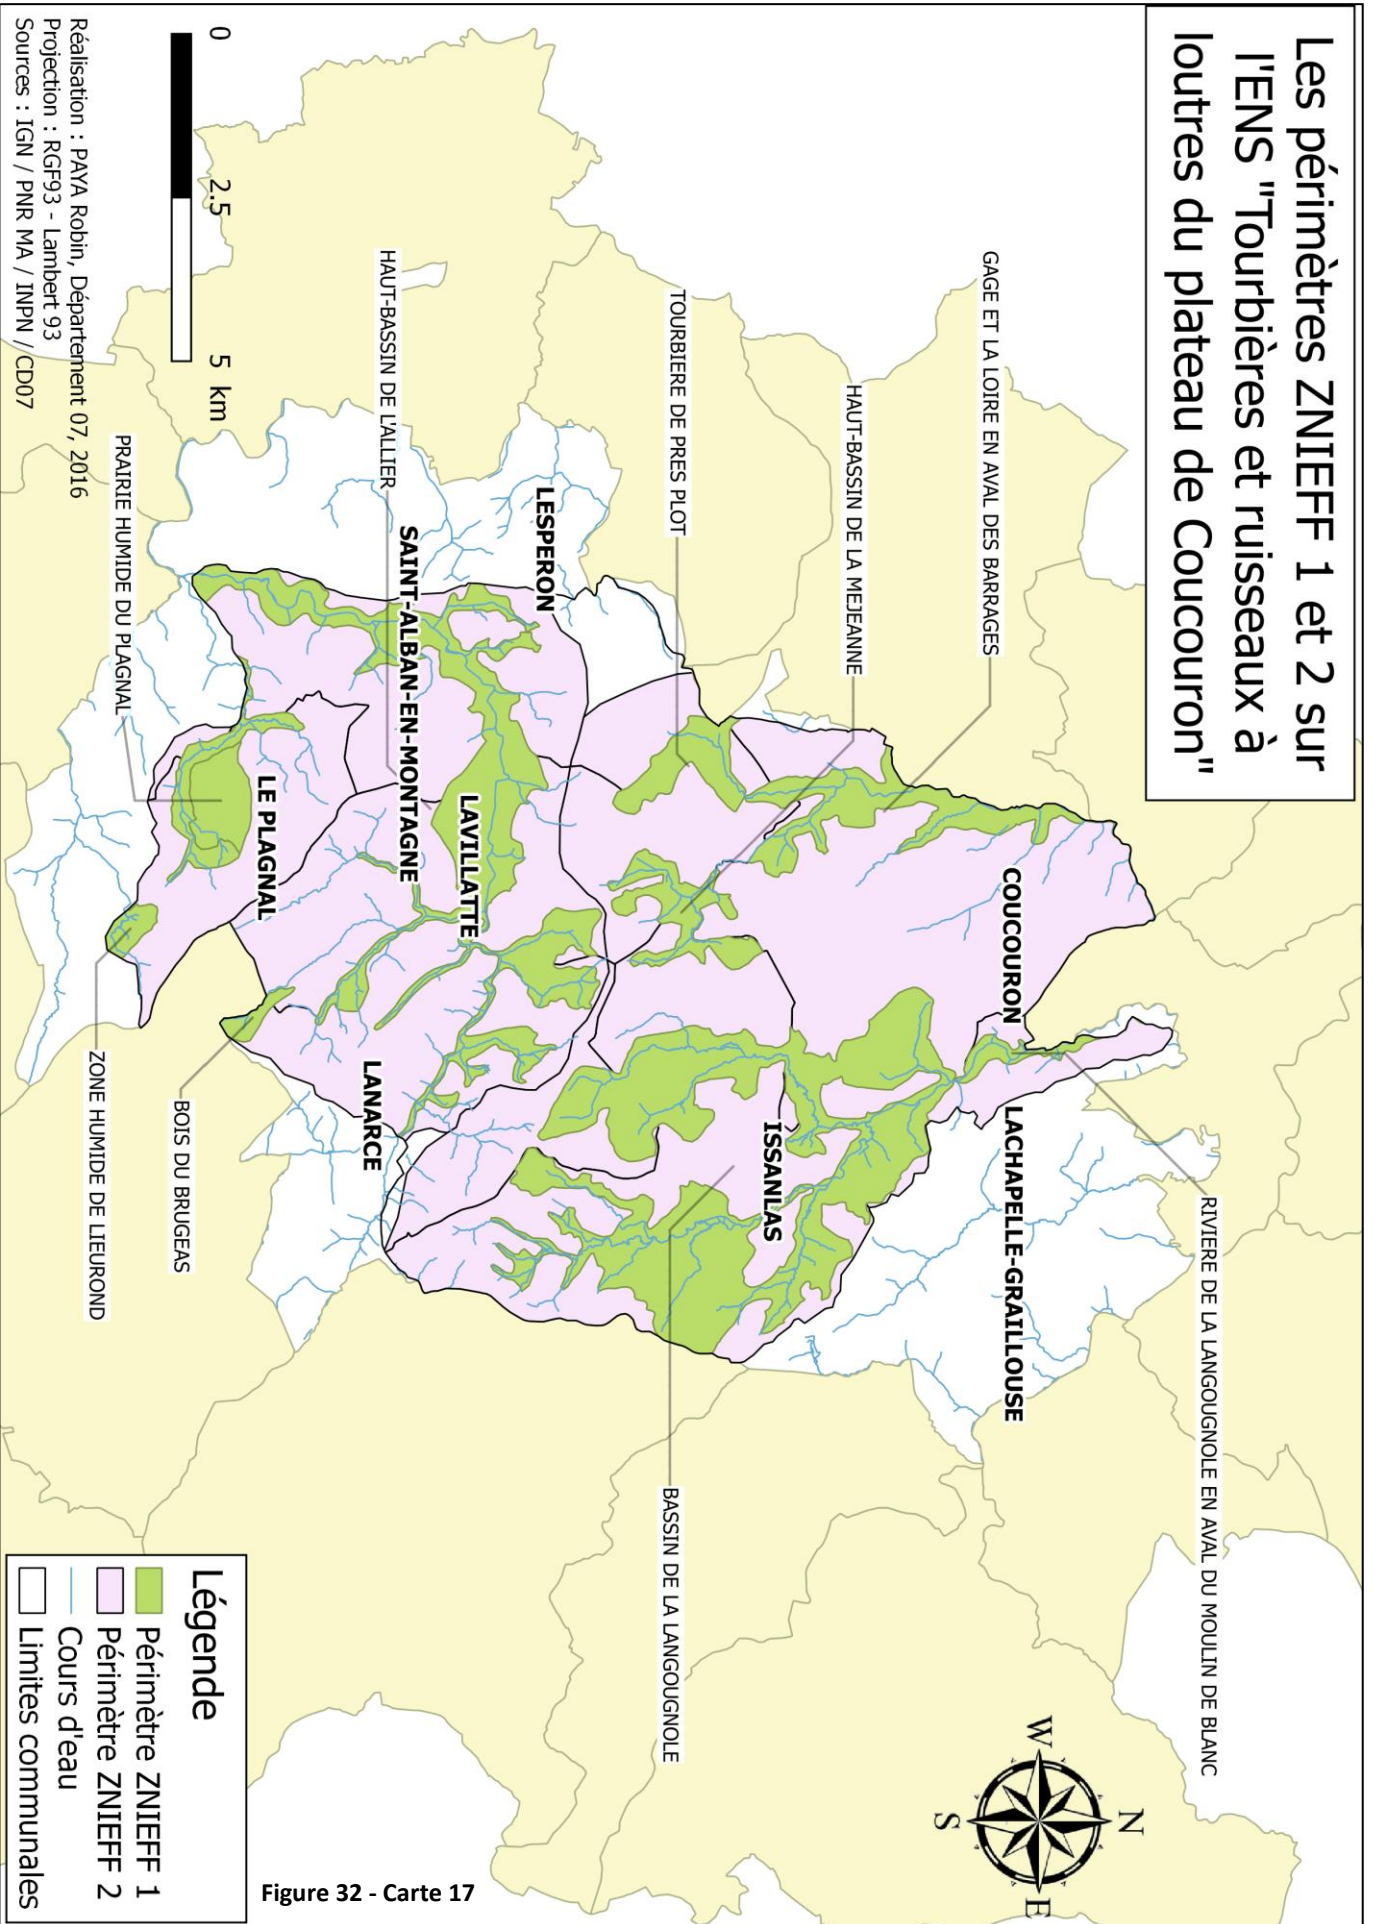 Les périmètres ZNIEFF 1 et 2 sur
l'ENS "Tourbières et ruisseaux à
loutres du plateau de Coucouron"
RIVIERE DE LA LANGOUGNOLE EN AVAL DU MOULIN DE BLANC
N
W
E
S
GAGE ET LA LOIRE EN AVAL DES BARRAGES
COUCOURON
LACHAPELLE-GRAILLOUSE
HAUT-BASSIN DE LA MEJEANNE
ISSANLAS
TOURBIERE DE PRES PLOT
BASSIN DE LA LANGOUGNOLE
LESPERON
LAVILLATTE
SAINT-ALBAN-EN-MONTAGNE
HAUT-BASSIN DE L'ALLIER
LANARCE
LE PLAGNAL
BOIS DU BRUGEAS
PRAIRIE HUMIDE DU PLAGNAL
ZONE HUMIDE DE LIEUROND
0 2.5 5 km
Réalisation : PAYA Robin, Département 07, 2016
Projection : RGF93 - Lambert 93
Sources : IGN / PNR MA / INPN / CD07
Légende
Périmètre ZNIEFF 1
Périmètre ZNIEFF 2
Cours d'eau
Limites communales
Figure 32 - Carte 17